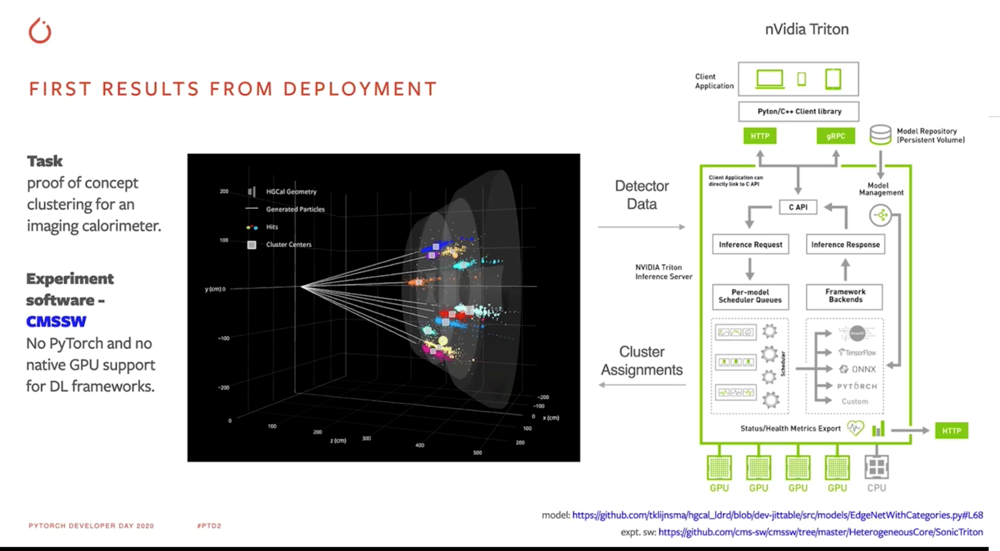 nVidia Triton
FIRST RESULTS FROM DEPLOYMENT
Task
proof of concept
clustering for an
imaging calorimeter.
Experiment
software -
CMSSW
No PyTorch and no
native GPU support
for DL frameworks.
HGCal Geometry
Generated Particles
Hits
Cluster Centers
200
100
y (cm) 0
-100
-200
0
100
200
z (cm)
300
400
500
-200
-100
0 x (cm)
100
200
Detector
Data
Cluster
Assignments
Client
Application
Pyton/C++ Client library
HTTP
gRPC
Model Repository
(Persistent Volume)
Client Application can
directly link to C API
Model
Management
C API
Inference Request
Inference Response
NVIDIA Triton
Inference Server
Per-model
Scheduler Queues
Framework
Backends
Scheduler
TensorRT
TensorFlow
ONNX
PYTORCH
Custom
Status/Health Metrics Export
HTTP
GPU
GPU
GPU
GPU
CPU
model: https://github.com/tklijnsma/hgcal_ldrd/blob/dev-jittable/src/models/EdgeNetWithCategories.py#L68
expt. sw: https://github.com/cms-sw/cmssw/tree/master/HeterogeneousCore/SonicTriton
PYTORCH DEVELOPER DAY 2020
#PTD2